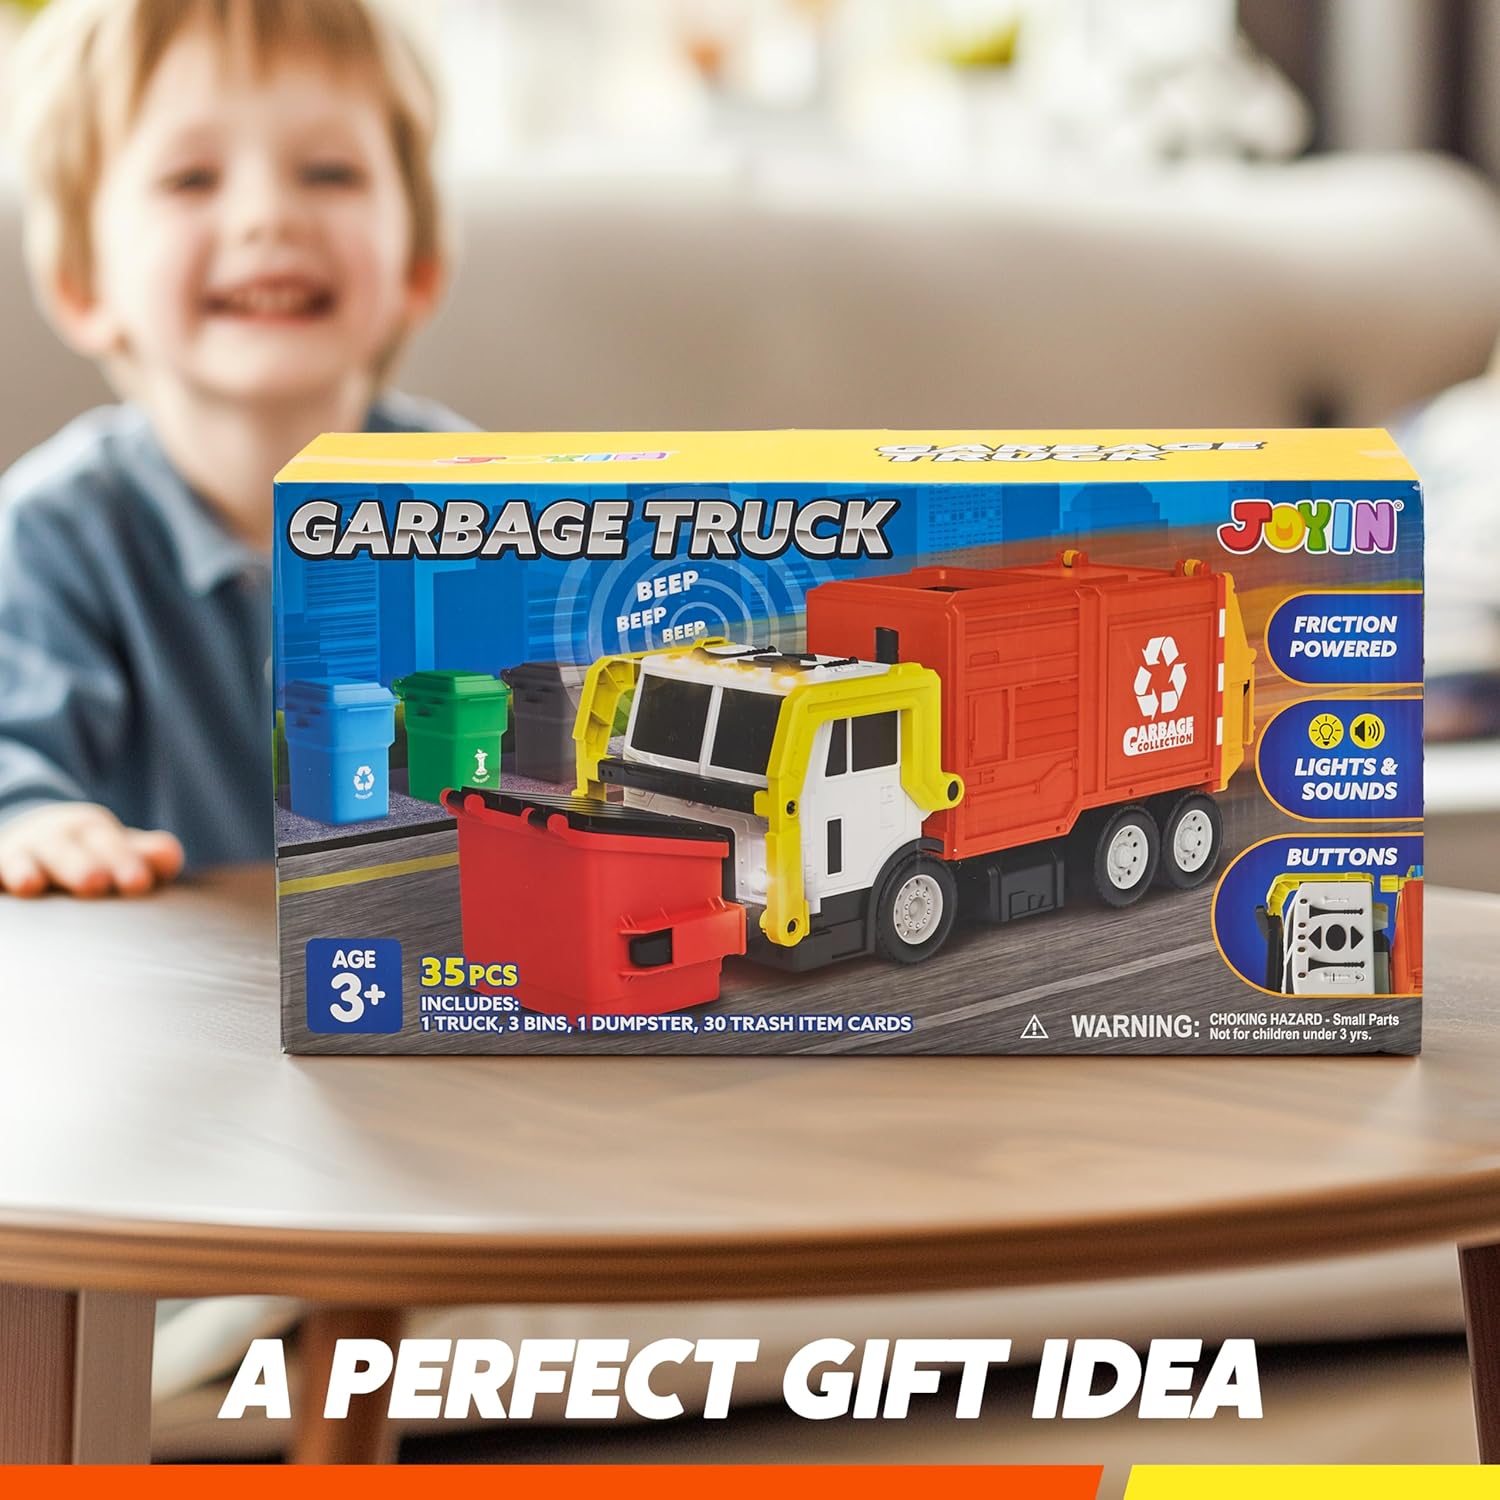 JOYIN
GARBAGE
TRUCK
GARBAGE TRUCK
JOYIN®
BEEP
BEEP
BEEP
FRICTION
POWERED
GARBAGE
COLLECTION
LIGHTS &
SOUNDS
BUTTONS
AGE
3+
35 PCS
INCLUDES:
1 TRUCK, 3 BINS, 1 DUMPSTER, 30 TRASH ITEM CARDS
WARNING: CHOKING HAZARD - Small Parts
Not for children under 3 yrs.
A PERFECT GIFT IDEA